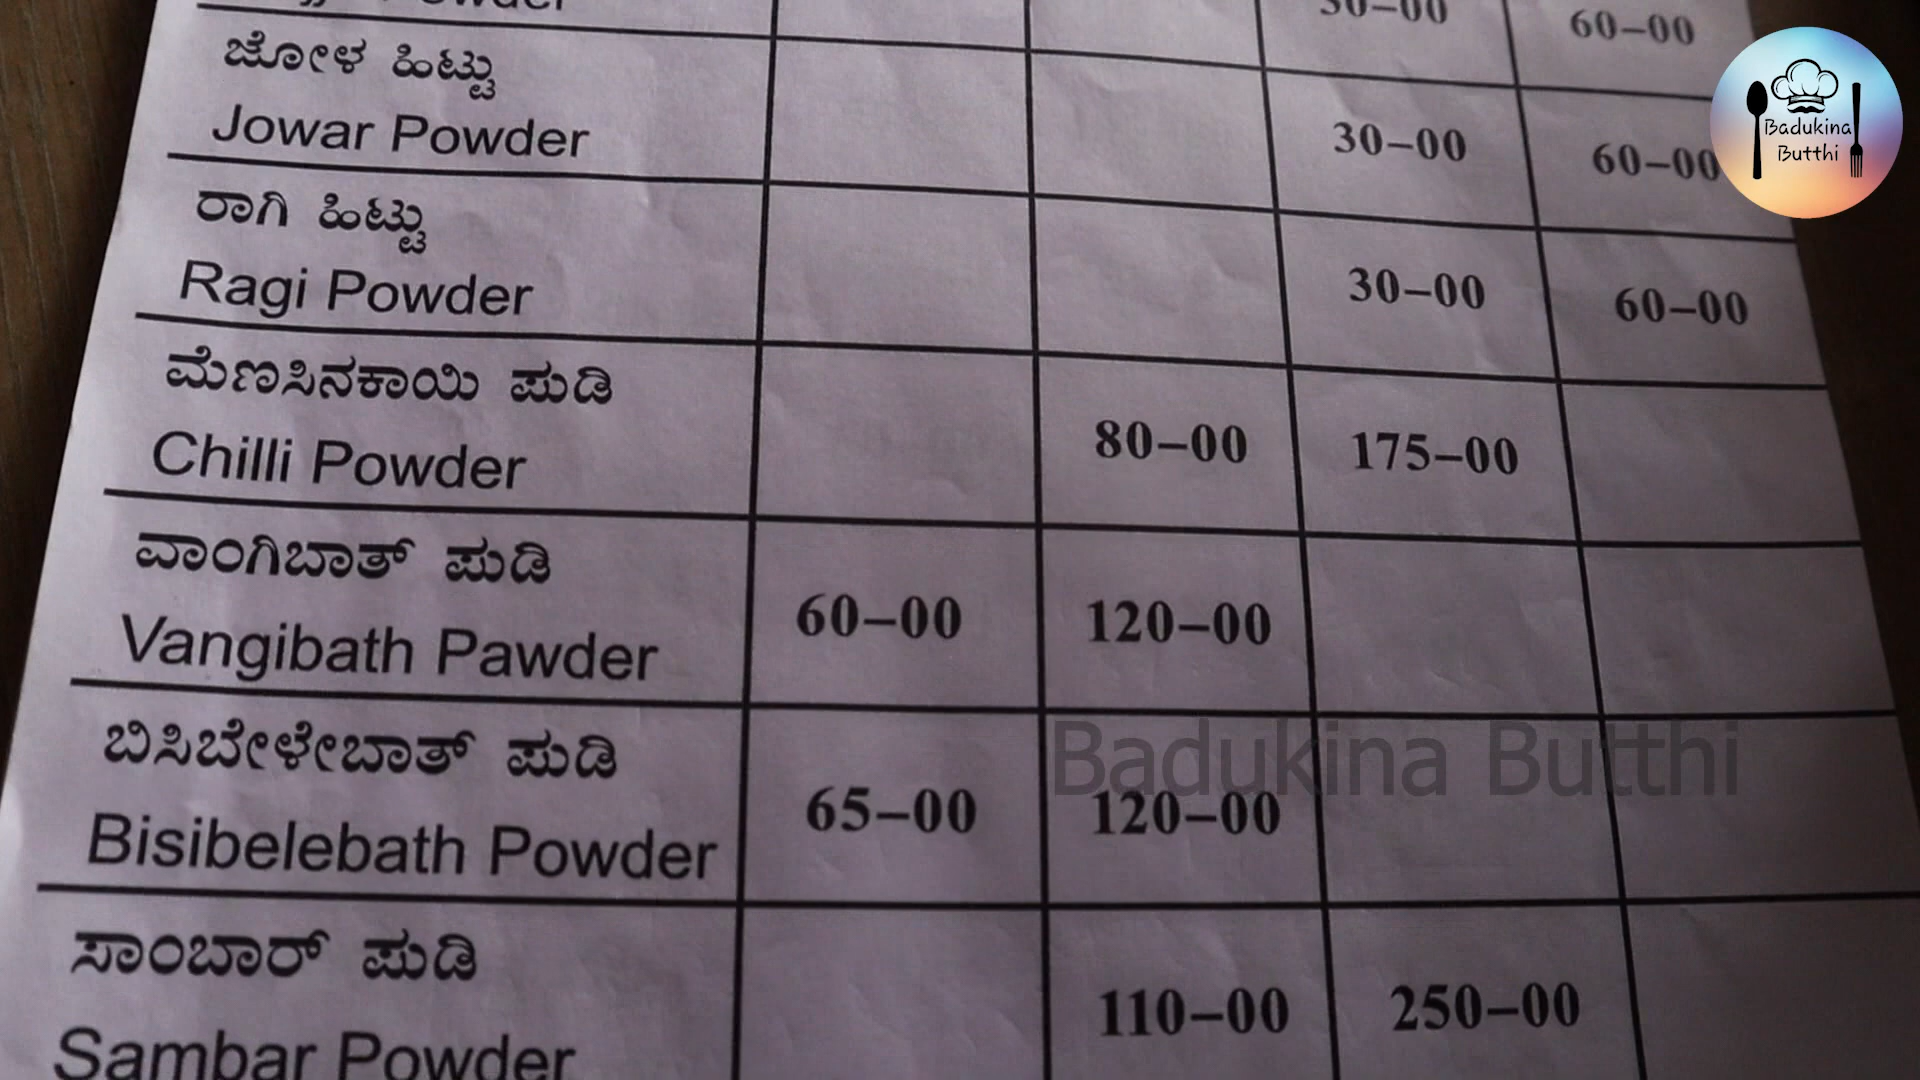 60-00
ಜೋಳ ಹಿಟ್ಟು
Jowar Powder 30-00 60-00
ರಾಗಿ ಹಿಟ್ಟು
Ragi Powder 30-00 60-00
ಮೆಣಸಿನಕಾಯಿ ಪುಡಿ
Chilli Powder 80-00 175-00
ವಾಂಗಿಬಾತ್ ಪುಡಿ
Vangibath Pawder 60-00 120-00
ಬಿಸಿಬೇಳೇಬಾತ್ ಪುಡಿ
Bisibelebath Powder 65-00 120-00
ಸಾಂಬಾರ್ ಪುಡಿ
Sambar Powder 110-00 250-00
Badukina
Butthi
Badukina Butthi